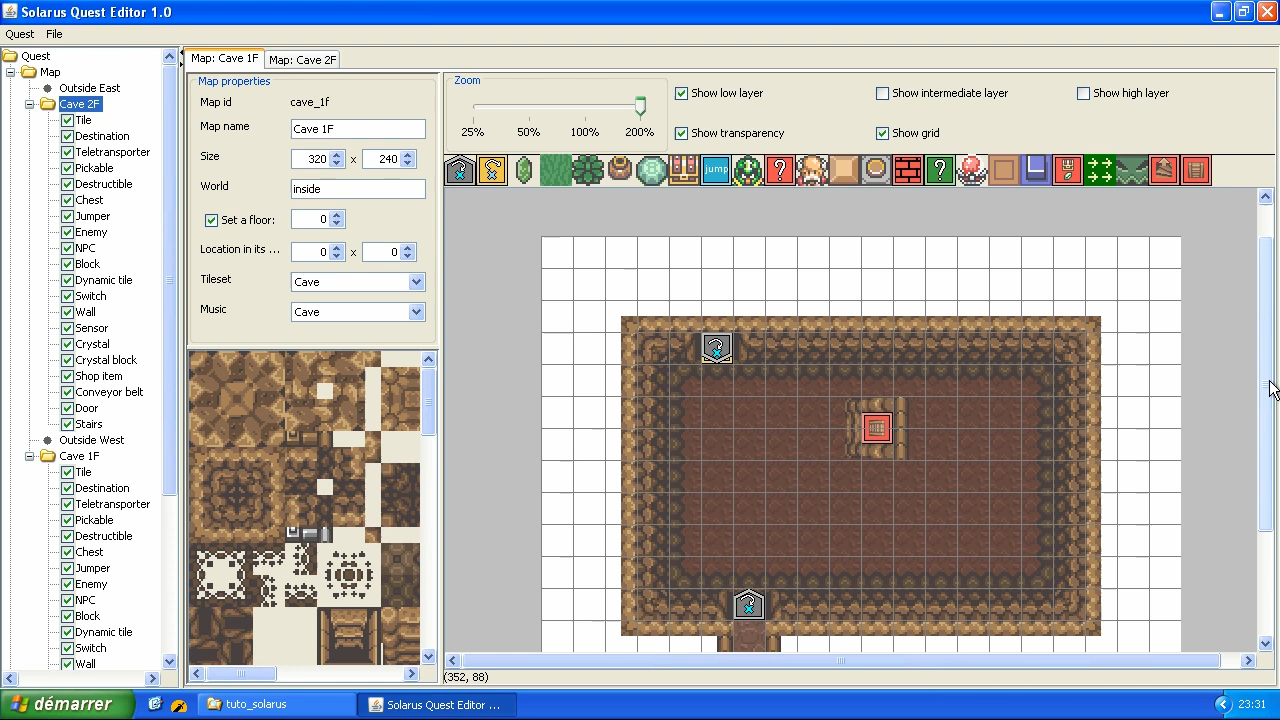 Solarus Quest Editor 1.0
Quest File
Quest
Map
Outside East
Cave 2F
Tile
Destination
Teletransporter
Pickable
Destructible
Chest
Jumper
Enemy
NPC
Block
Dynamic tile
Switch
Wall
Sensor
Crystal
Crystal block
Shop item
Conveyor belt
Door
Stairs
Outside West
Cave 1F
Tile
Destination
Teletransporter
Pickable
Destructible
Chest
Jumper
Enemy
NPC
Block
Dynamic tile
Switch
Wall
Map: Cave 1F Map: Cave 2F
Map properties
Map id cave_1f
Map name Cave 1F
Size 320 x 240
World inside
Set a floor: 0
Location in its ... 0 x 0
Tileset Cave
Music Cave
Zoom
25% 50% 100% 200%
Show low layer Show intermediate layer Show high layer
Show transparency Show grid
jump ? ?
(352, 88)
démarrer tuto_solarus Solarus Quest Editor ... 23:31